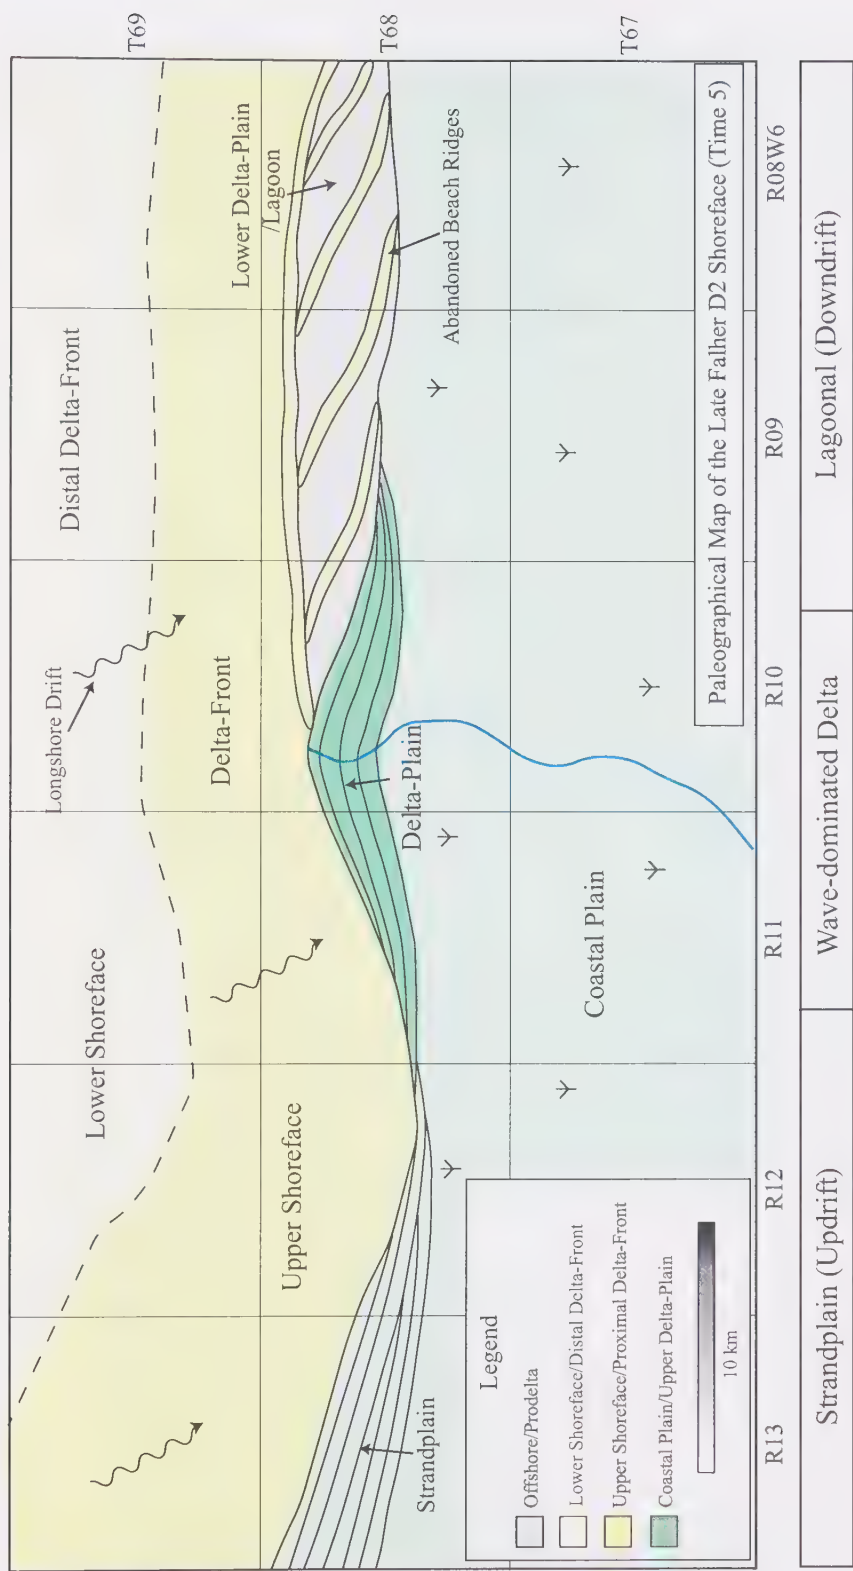 T69
T68
T67
Distal Delta-Front
Longshore Drift
Lower Shoreface
Lower Delta-Plain
/Lagoon
Delta-Front
Upper Shoreface
Abandoned Beach Ridges
Delta-Plain
Strandplain
Coastal Plain
Legend
Offshore/Prodelta
Lower Shoreface/Distal Delta-Front
Upper Shoreface/Proximal Delta-Front
Coastal Plain/Upper Delta-Plain
10 km
Paleographical Map of the Late Falher D2 Shoreface (Time 5)
R13
R12
R11
R10
R09
R08W6
Strandplain (Updrift)
Wave-dominated Delta
Lagoonal (Downdrift)